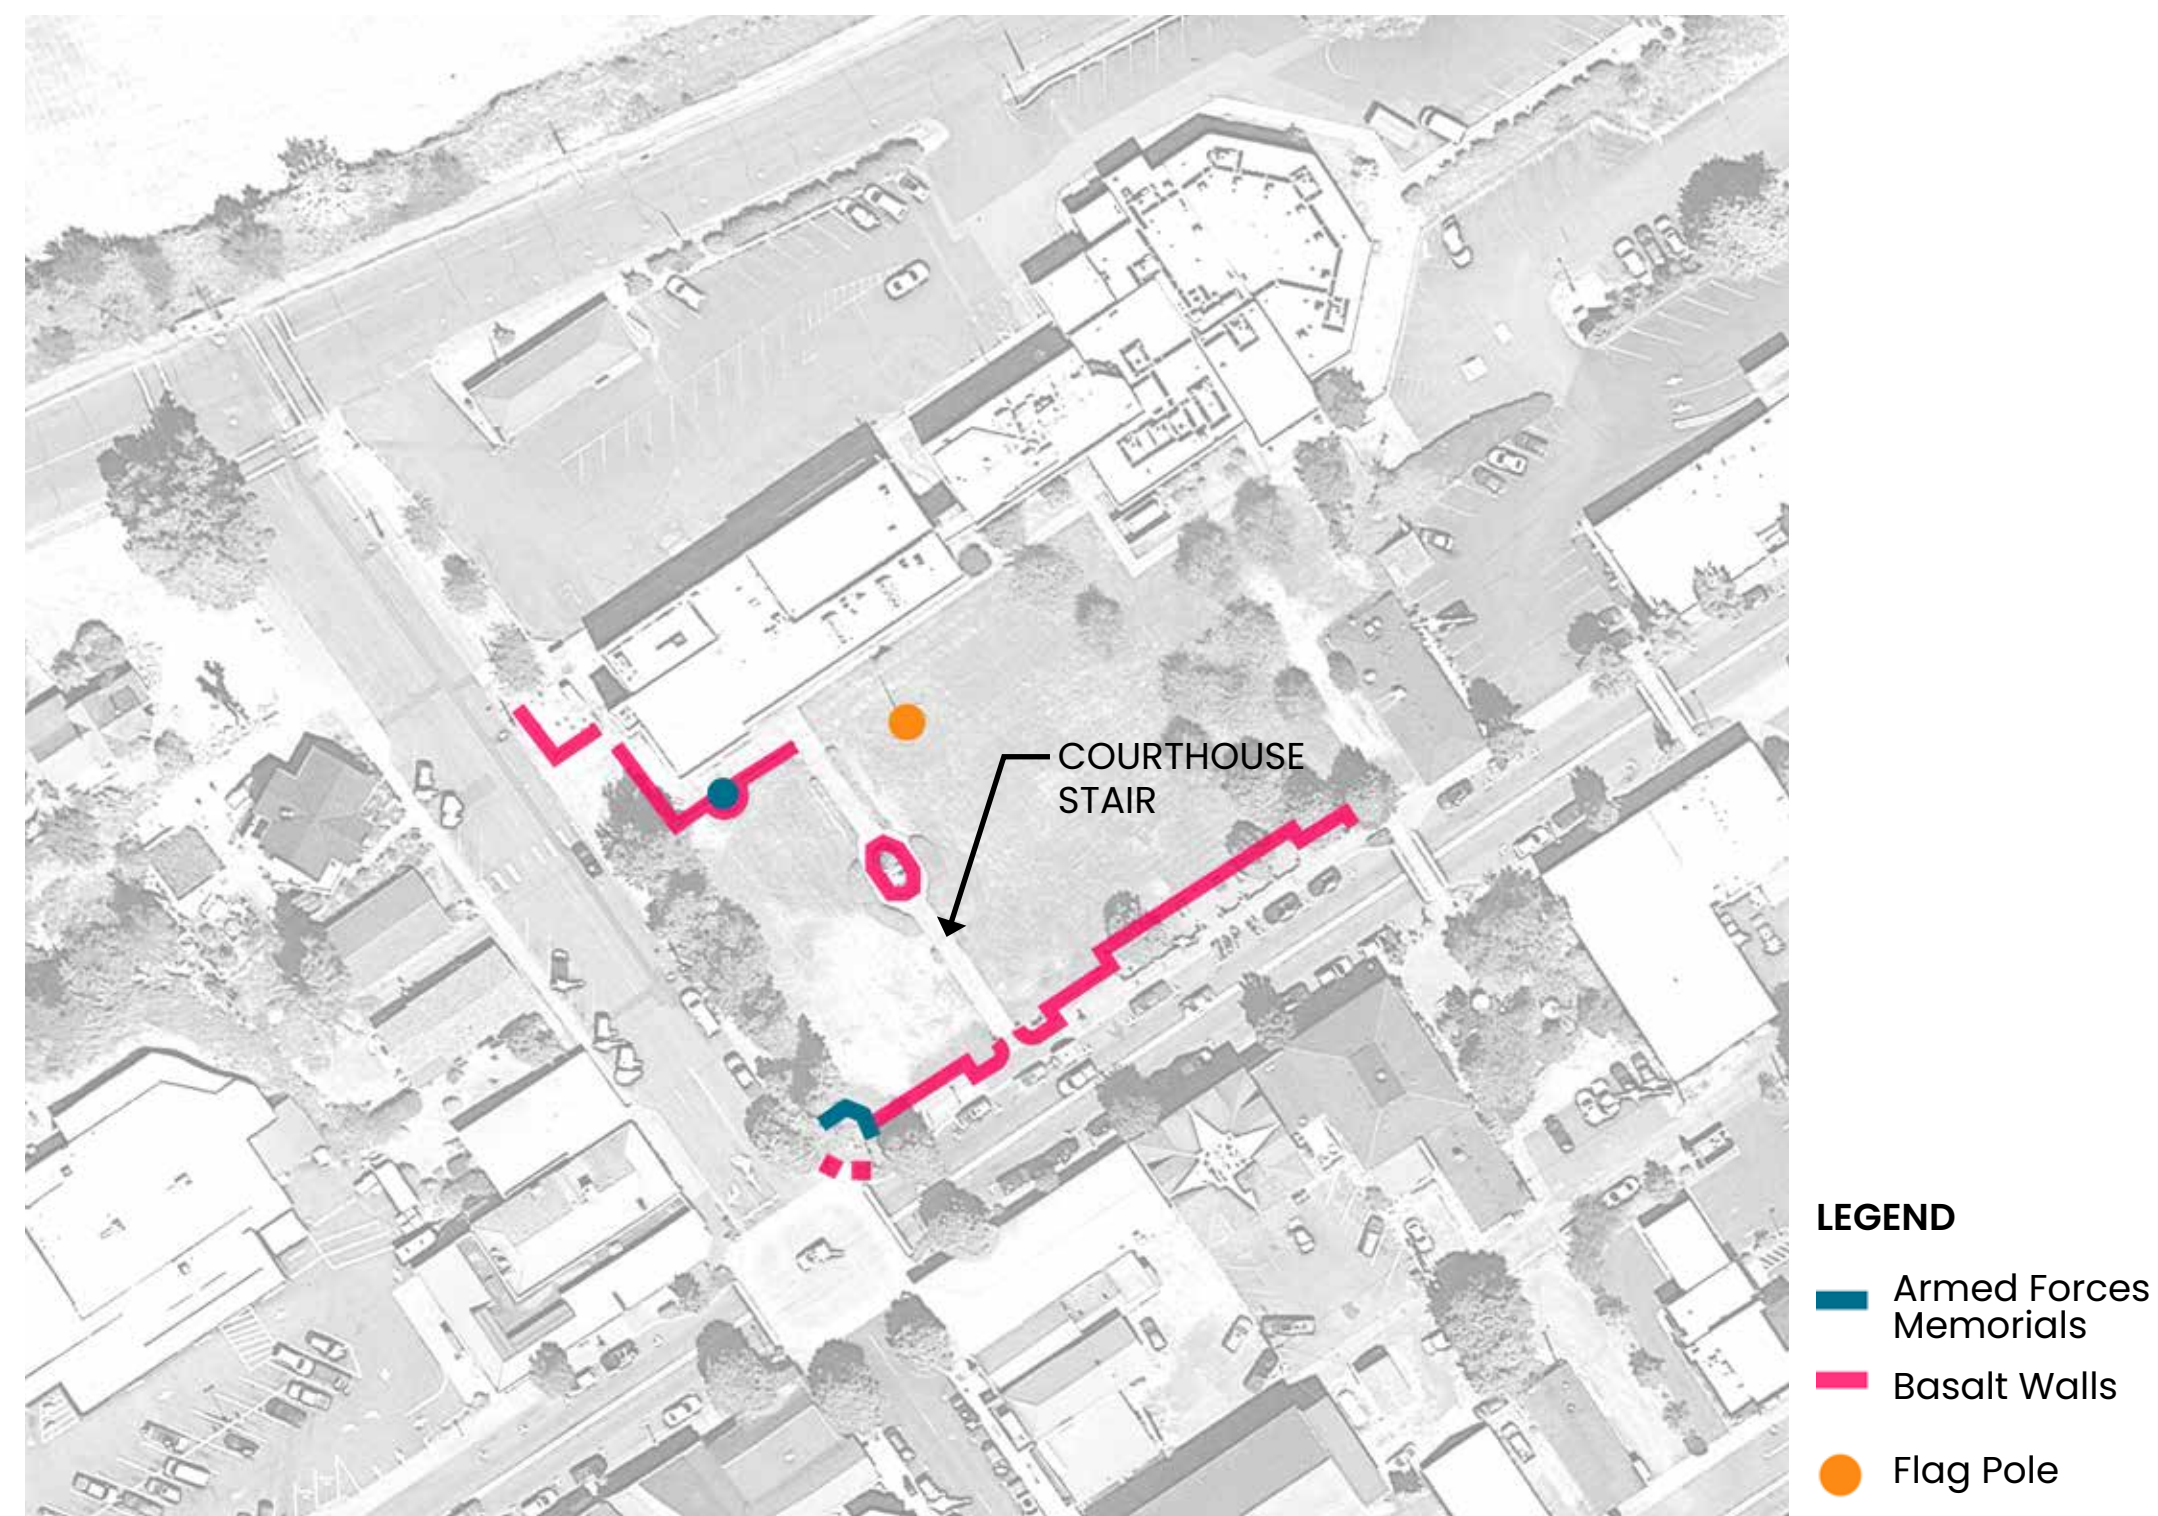 COURTHOUSE
STAIR
LEGEND
Armed Forces
Memorials
Basalt Walls
Flag Pole